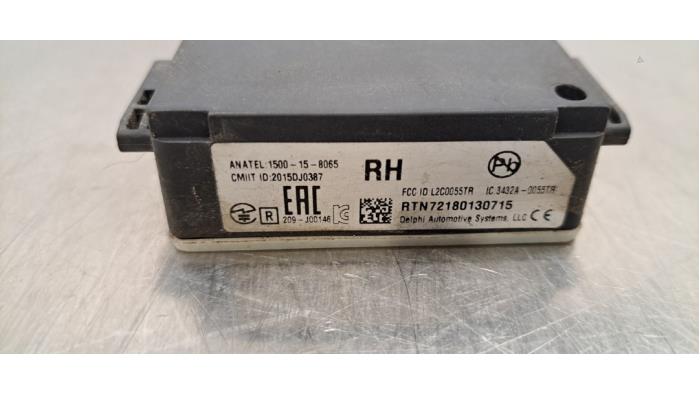 ANATEL:1500-15-8065
CMIIT ID:2015DJ0387
RH
Pb
FCC ID L2C0055TR IC.3432A-0055TR
EAC
R
209-J00146
RTN72180130715
Delphi Automotive Systems, LLC CE